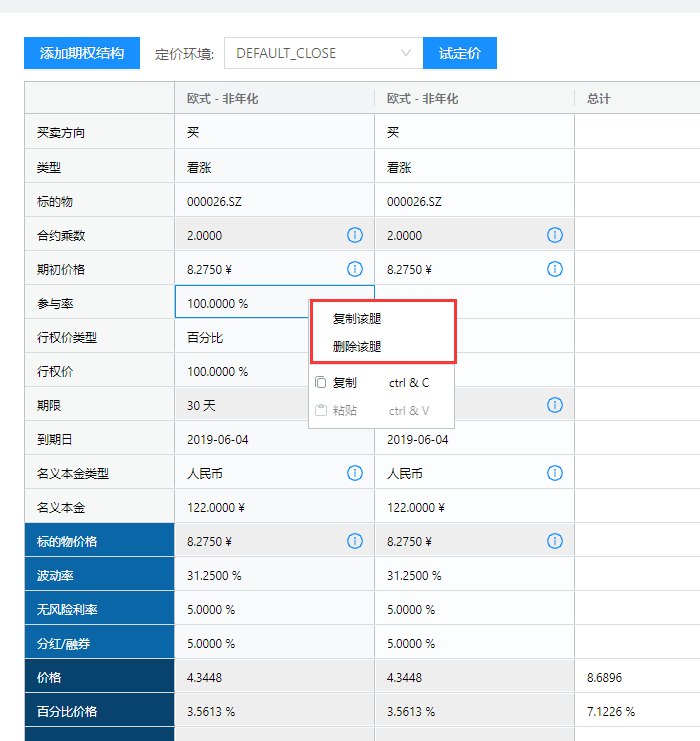 添加期权结构 定价环境: DEFAULT_CLOSE 试定价
欧式 - 非年化 欧式 - 非年化 总计
买卖方向 买 买
类型 看涨 看涨
标的物 000026.SZ 000026.SZ
合约乘数 2.0000 2.0000
期初价格 8.2750 ¥ 8.2750 ¥
参与率 100.0000 %
复制该腿
行权价类型 百分比
删除该腿
行权价 100.0000 %
复制 ctrl & C
期限 30 天
粘贴 ctrl & V
到期日 2019-06-04 2019-06-04
名义本金类型 人民币 人民币
名义本金 122.0000 ¥ 122.0000 ¥
标的物价格 8.2750 ¥ 8.2750 ¥
波动率 31.2500 % 31.2500 %
无风险利率 5.0000 % 5.0000 %
分红/融券 5.0000 % 5.0000 %
价格 4.3448 4.3448 8.6896
百分比价格 3.5613 % 3.5613 % 7.1226 %